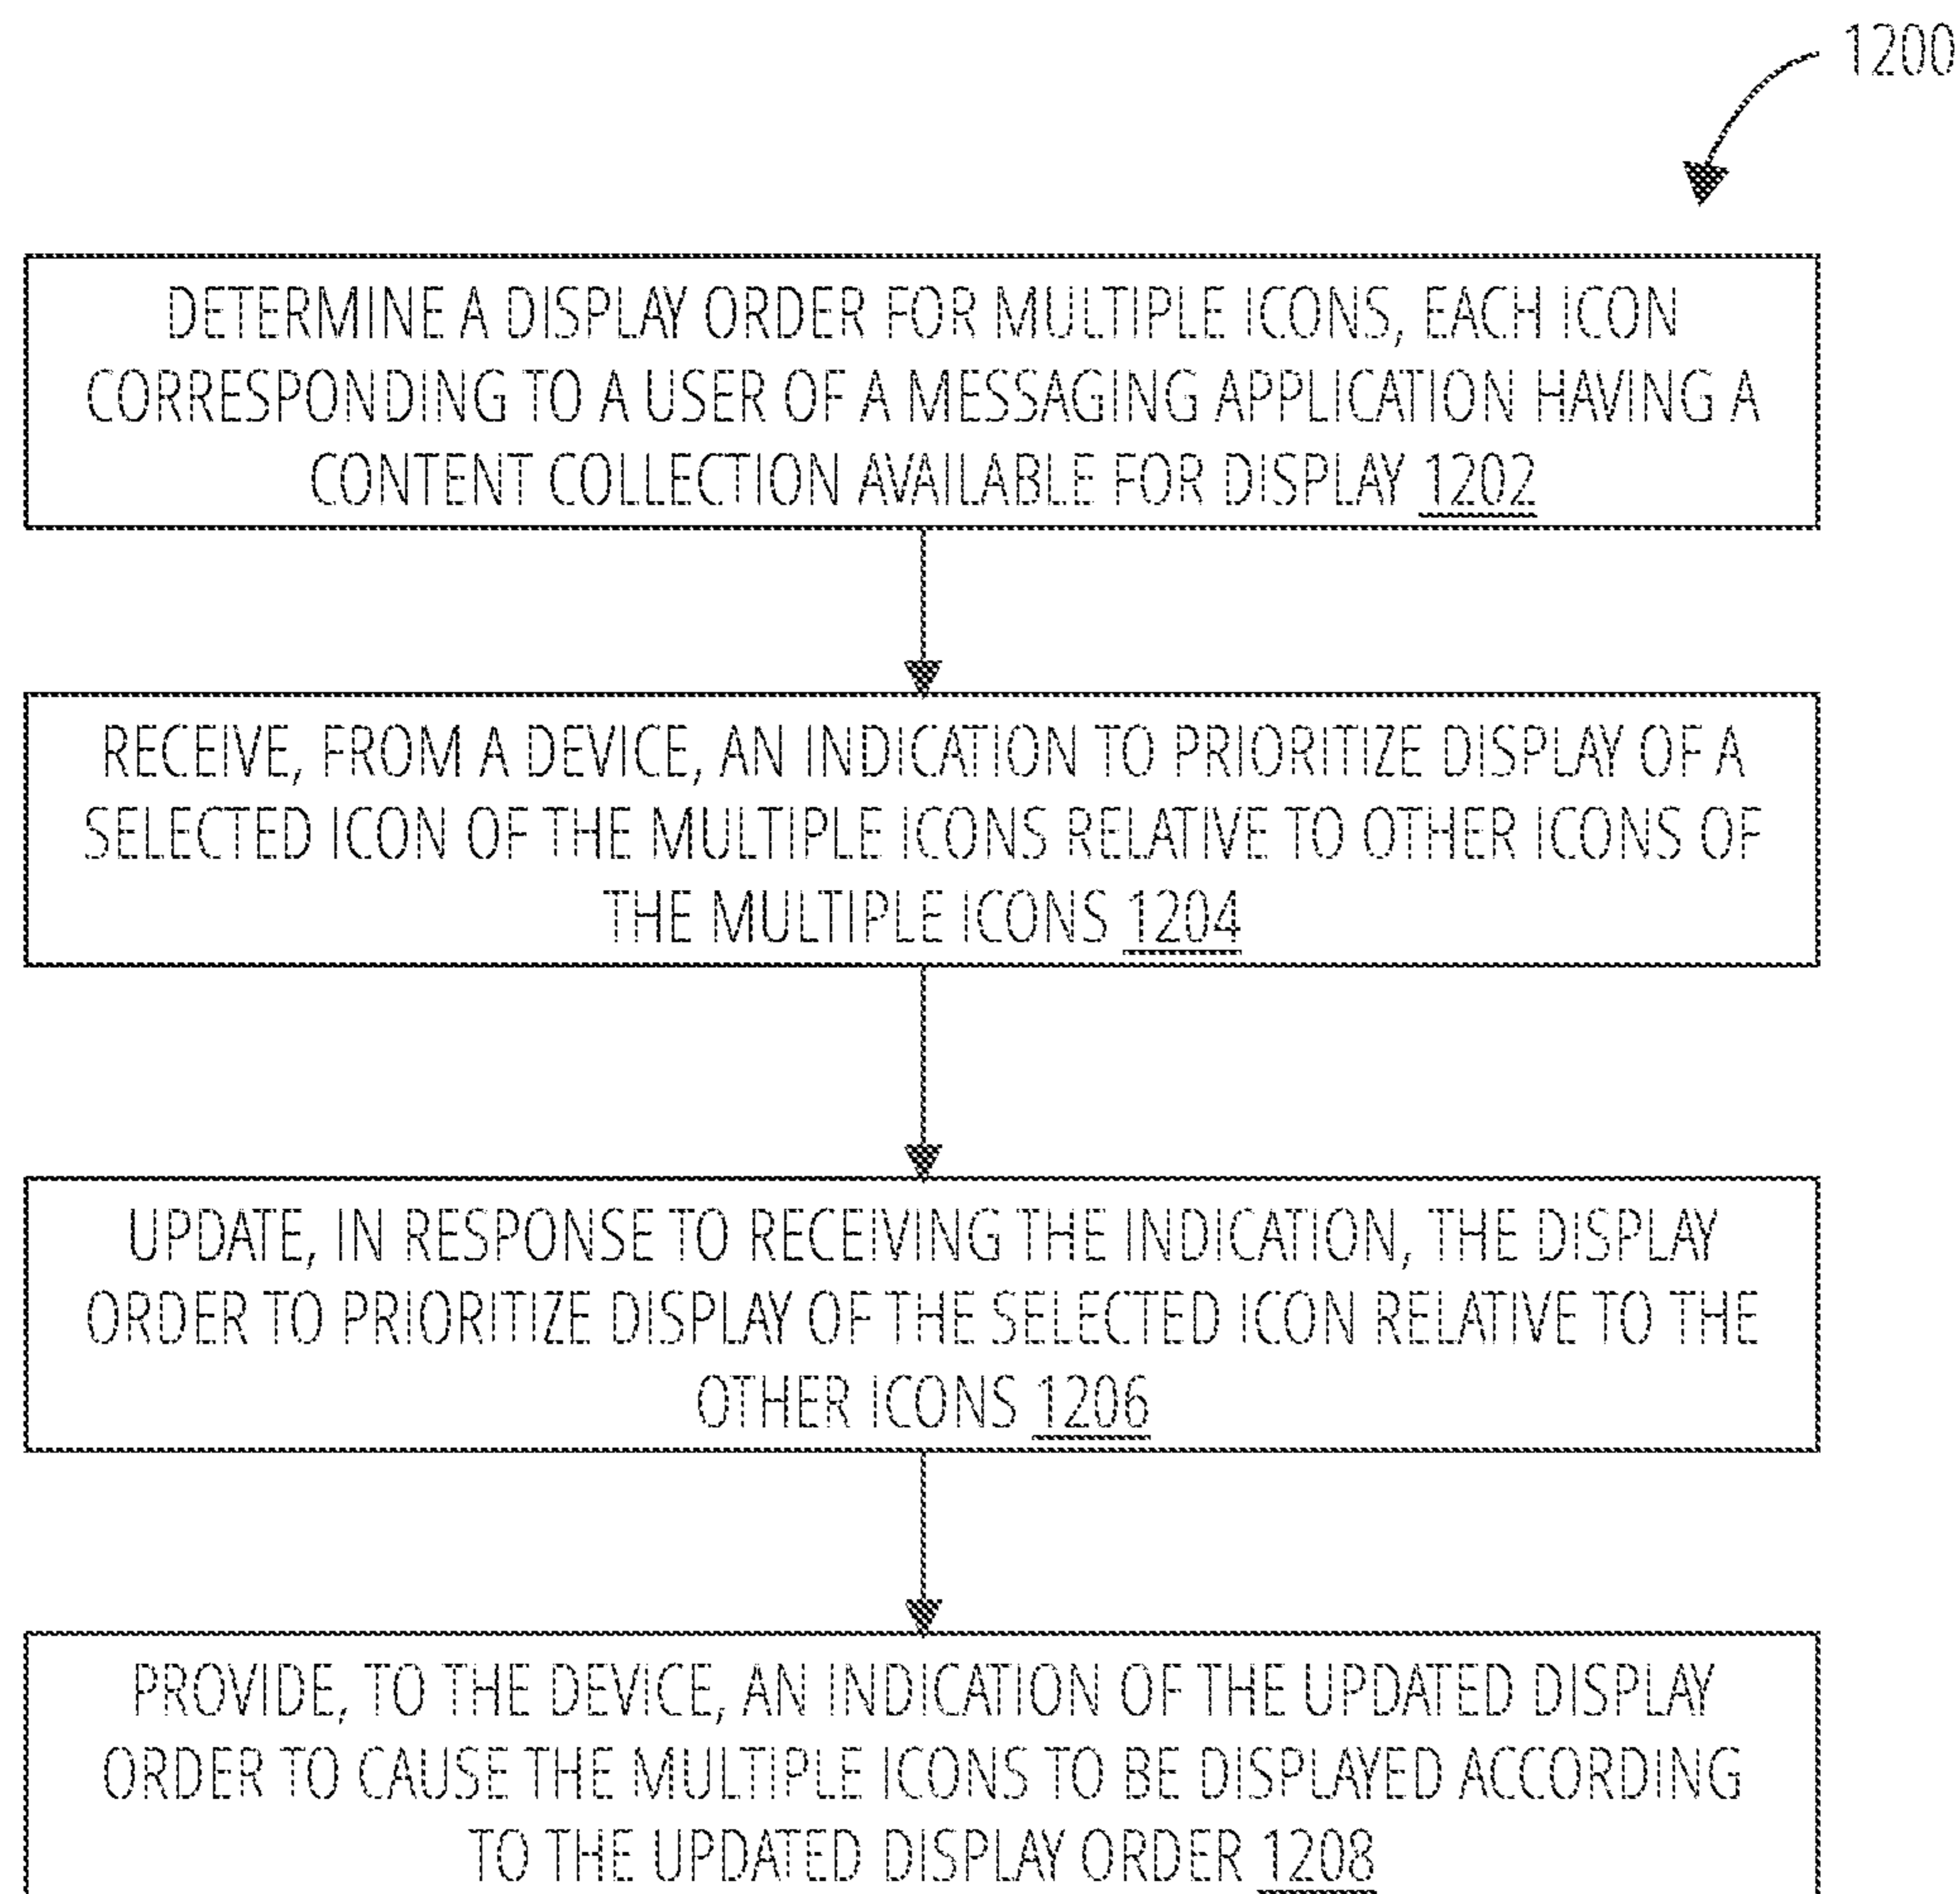 1200
DETERMINE A DISPLAY ORDER FOR MULTIPLE ICONS, EACH ICON
CORRESPONDING TO A USER OF A MESSAGING APPLICATION HAVING A
CONTENT COLLECTION AVAILABLE FOR DISPLAY 1202
RECEIVE, FROM A DEVICE, AN INDICATION TO PRIORITIZE DISPLAY OF A
SELECTED ICON OF THE MULTIPLE ICONS RELATIVE TO OTHER ICONS OF
THE MULTIPLE ICONS 1204
UPDATE, IN RESPONSE TO RECEIVING THE INDICATION, THE DISPLAY
ORDER TO PRIORITIZE DISPLAY OF THE SELECTED ICON RELATIVE TO THE
OTHER ICONS 1206
PROVIDE, TO THE DEVICE, AN INDICATION OF THE UPDATED DISPLAY
ORDER TO CAUSE THE MULTIPLE ICONS TO BE DISPLAYED ACCORDING
TO THE UPDATED DISPLAY ORDER 1208